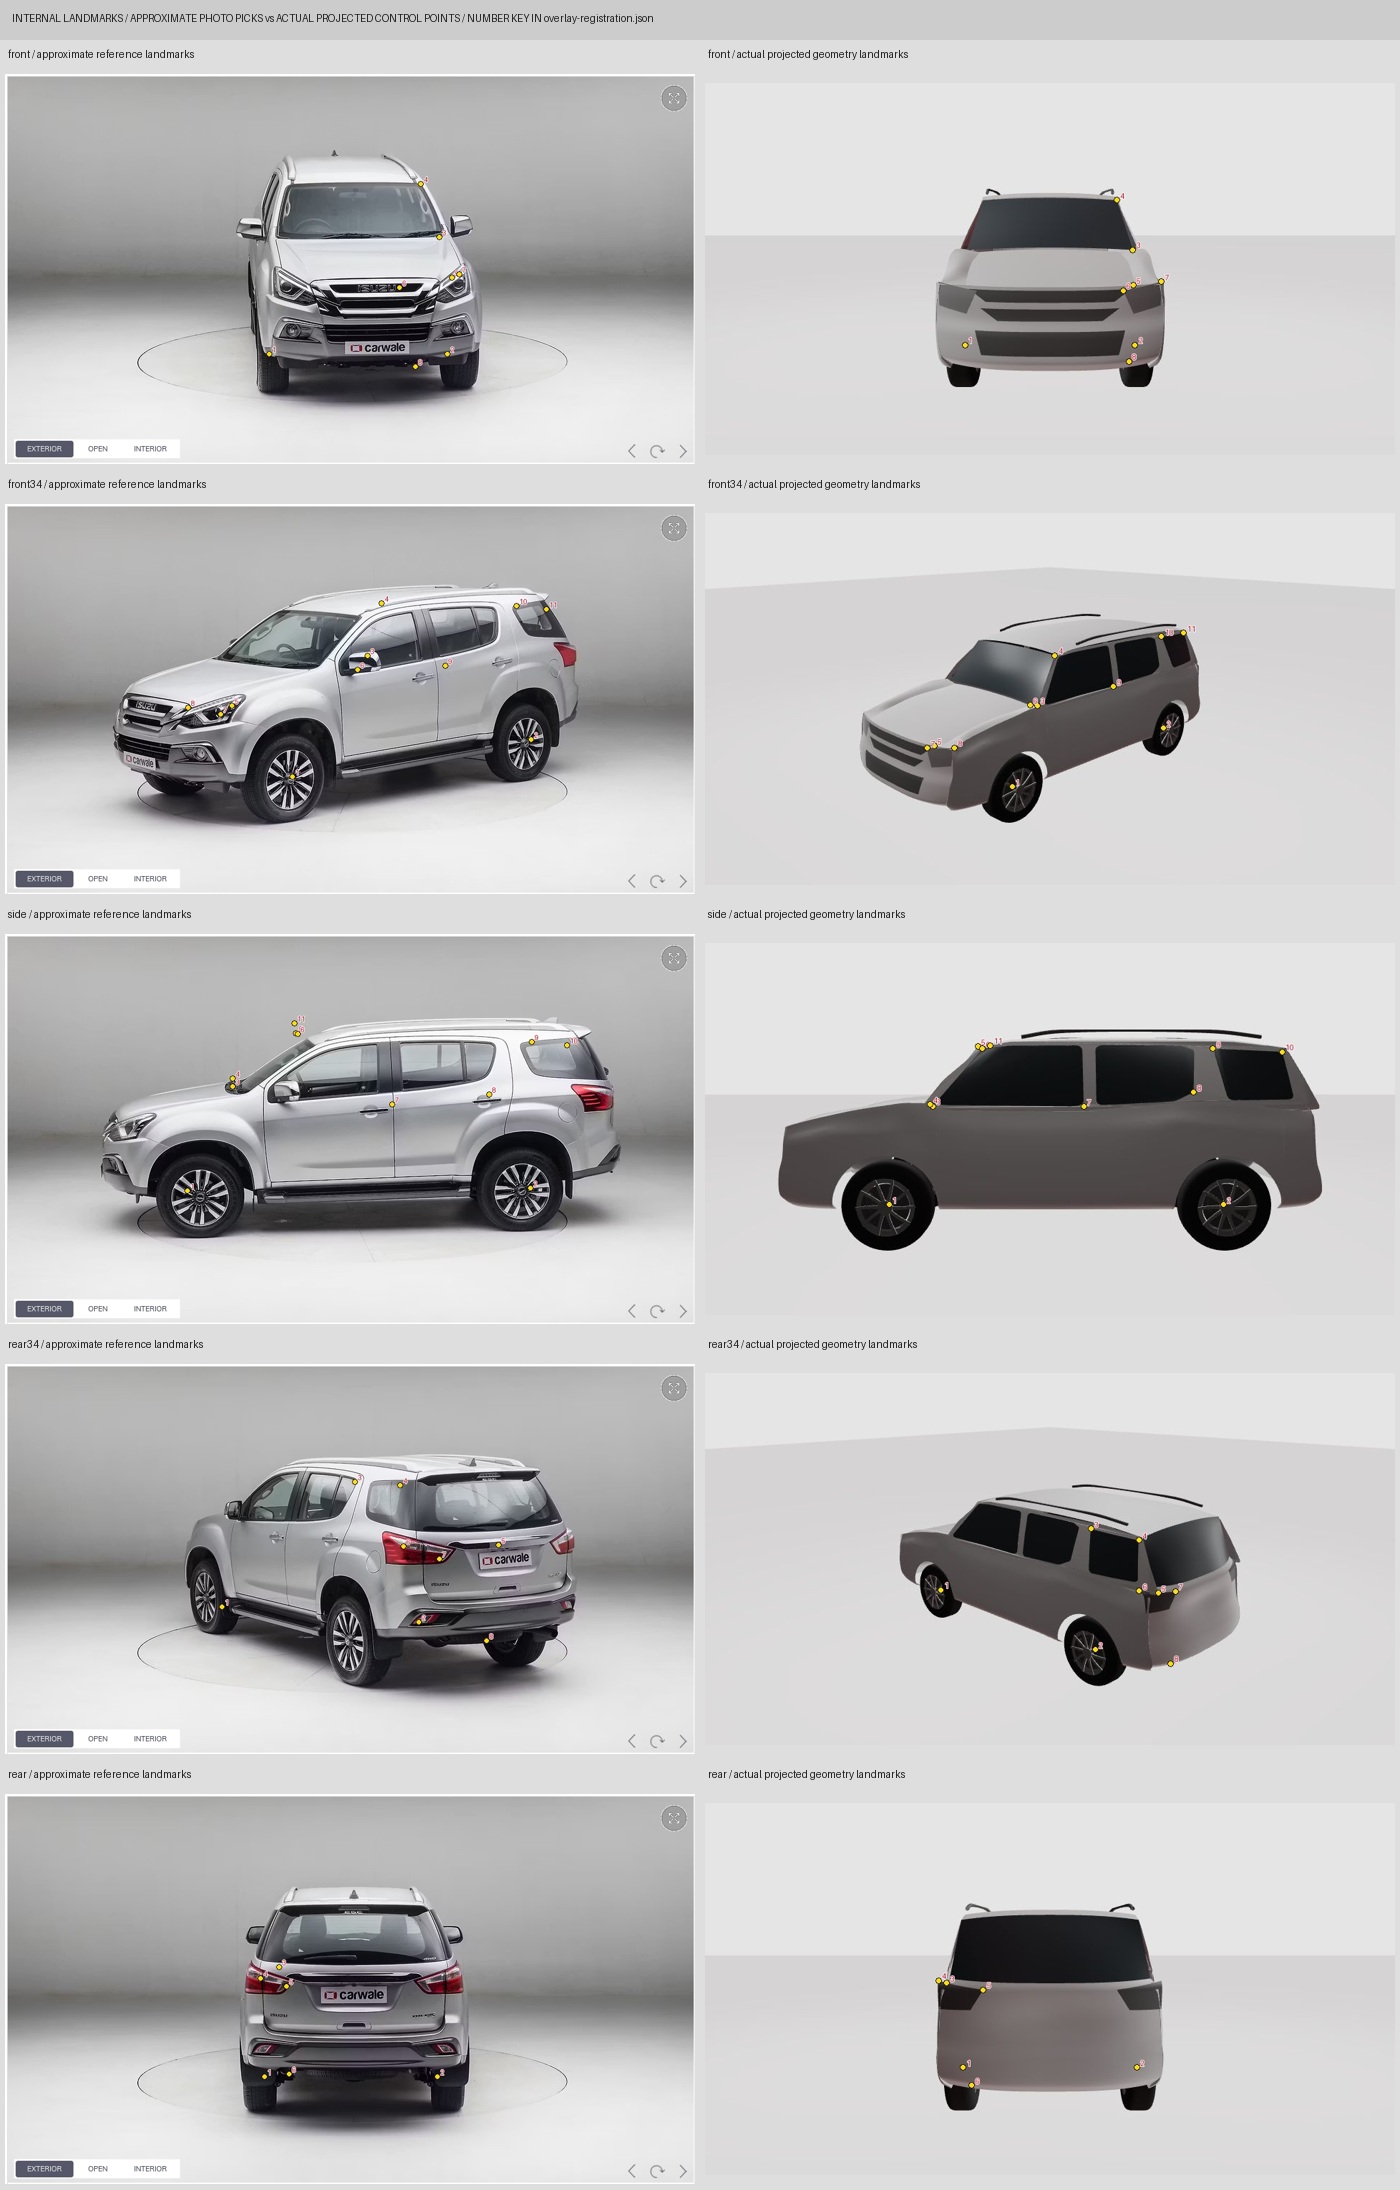 INTERNAL LANDMARKS / APPROXIMATE PHOTO PICKS vs ACTUAL PROJECTED CONTROL POINTS / NUMBER KEY IN overlay-registration.json
front / approximate reference landmarks
front / actual projected geometry landmarks
ISUZU
carwale
EXTERIOR OPEN INTERIOR
front34 / approximate reference landmarks
front34 / actual projected geometry landmarks
ISUZU
carwale
EXTERIOR OPEN INTERIOR
side / approximate reference landmarks
side / actual projected geometry landmarks
EXTERIOR OPEN INTERIOR
rear34 / approximate reference landmarks
rear34 / actual projected geometry landmarks
carwale
ISUZU
EXTERIOR OPEN INTERIOR
rear / approximate reference landmarks
rear / actual projected geometry landmarks
carwale
ISUZU
EXTERIOR OPEN INTERIOR